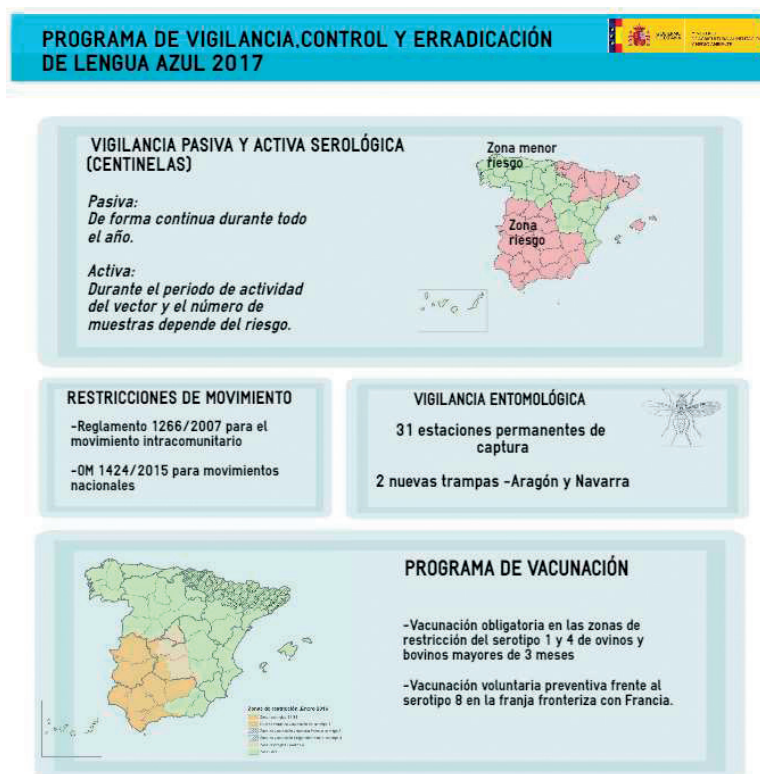 PROGRAMA DE VIGILANCIA,CONTROL Y ERRADICACIÓN
DE LENGUA AZUL 2017
VIGILANCIA PASIVA Y ACTIVA SEROLÓGICA
(CENTINELAS)
Pasiva:
De forma continua durante todo
el año.
Activa:
Durante el periodo de actividad
del vector y el número de
muestras depende del riesgo.
Zona menor
riesgo
Zona
riesgo
RESTRICCIONES DE MOVIMIENTO
-Reglamento 1266/2007 para el
movimiento intracomunitario
-OM 1424/2015 para movimientos
nacionales
VIGILANCIA ENTOMOLÓGICA
31 estaciones permanentes de
captura
2 nuevas trampas -Aragón y Navarra
PROGRAMA DE VACUNACIÓN
-Vacunación obligatoria en las zonas de
restricción del serotipo 1 y 4 de ovinos y
bovinos mayores de 3 meses
-Vacunación voluntaria preventiva frente al
serotipo 8 en la franja fronteriza con Francia.